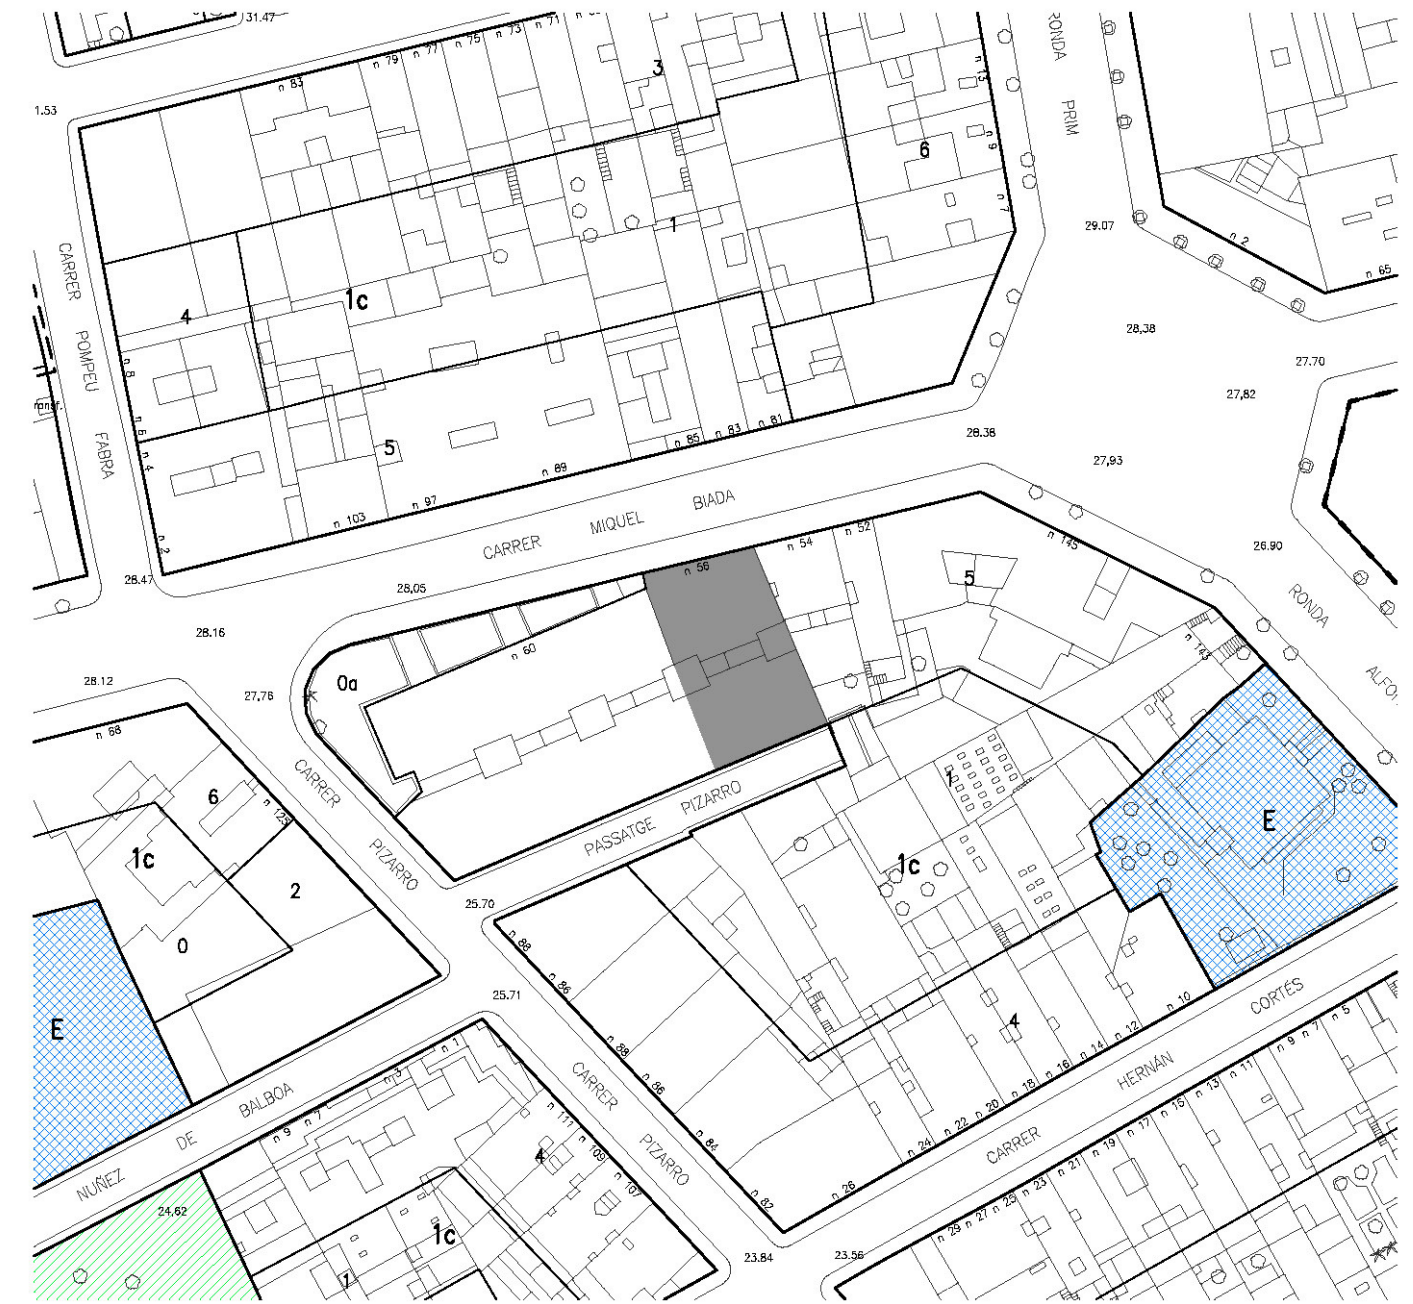 31.47
n 83
n 79
n 77
n 75
n 73
n 71
3
n 13
RONDA
PRIM
1.53
6
n 9
n 7
1
29.07
n 2
n 65
CARRER
POMPEU
FABRA
4
1c
28.38
27.70
27.82
n 8
n 6
n 4
n 2
5
n 81
n 83
n 85
n 89
n 97
n 103
28.38
27.93
CARRER MIQUEL BIADA
26.90
28.47
28.05
n 56
n 54
n 52
n 145
5
RONDA
28.16
n 60
n 143
28.12
27.76
0a
n 68
CARRER
PIZARRO
6
n 125
PASSATGE PIZARRO
1
E
1c
1c
2
25.70
0
n 88
n 86
25.71
E
n 10
CORTÉS
4
n 12
n 14
n 16
n 18
n 20
n 22
n 24
n 26
n 88
n 86
n 84
n 82
HERNÁN
CARRER
n 5
n 7
n 9
n 11
n 13
n 15
n 17
n 19
n 21
n 23
n 25
n 27
n 29
NUÑEZ DE BALBOA
n 1
n 3
n 7
n 9
CARRER
PIZARRO
n 111
n 109
n 107
4
24.62
1c
1
23.84
23.56